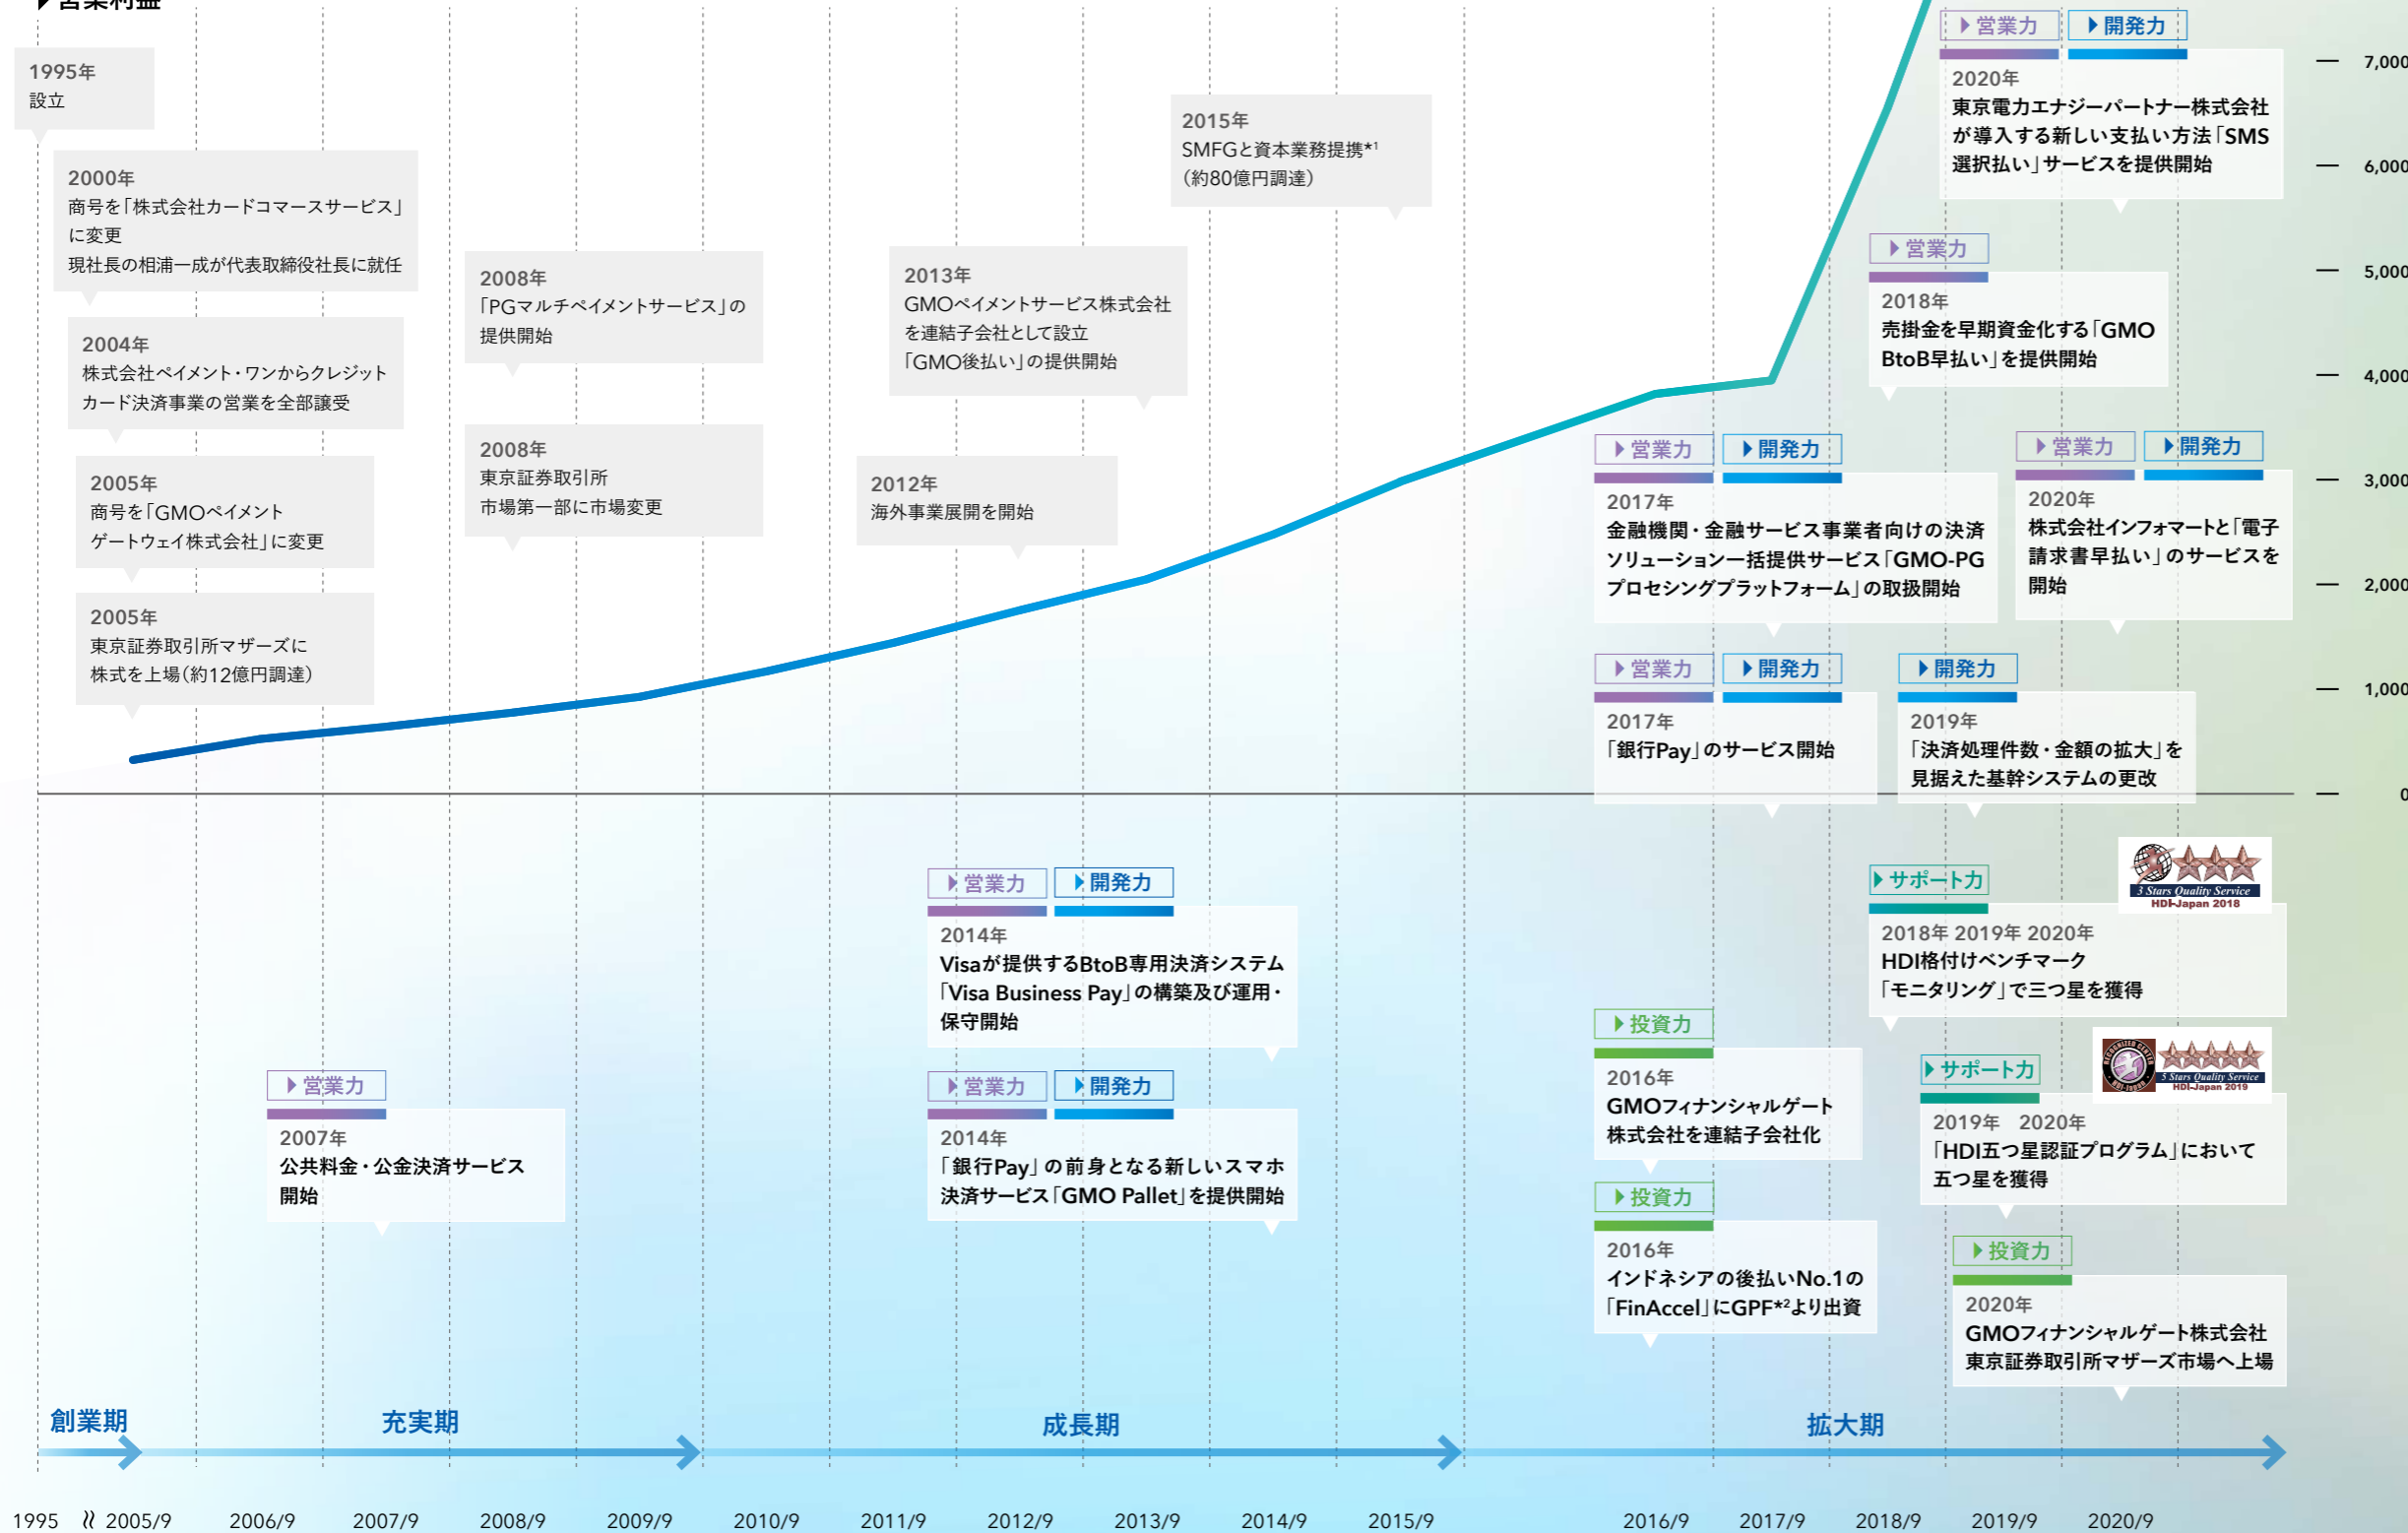 ▶営業利益
1995年
設立
2000年
商号を「株式会社カードコマースサービス」
に変更
現社長の相浦一成が代表取締役社長に就任
2004年
株式会社ペイメント・ワンからクレジット
カード決済事業の営業を全部譲受
2005年
商号を「GMOペイメント
ゲートウェイ株式会社」に変更
2005年
東京証券取引所マザーズに
株式を上場(約12億円調達)
2008年
「PGマルチペイメントサービス」の
提供開始
2008年
東京証券取引所
市場第一部に市場変更
2013年
GMOペイメントサービス株式会社
を連結子会社として設立
「GMO後払い」の提供開始
2012年
海外事業展開を開始
2015年
SMFGと資本業務提携*1
(約80億円調達)
▶営業力 ▶開発力
2020年
東京電力エナジーパートナー株式会社
が導入する新しい支払い方法「SMS
選択払い」サービスを提供開始
▶営業力
2018年
売掛金を早期資金化する「GMO
BtoB早払い」を提供開始
▶営業力 ▶開発力
2017年
金融機関・金融サービス事業者向けの決済
ソリューション一括提供サービス「GMO-PG
プロセシングプラットフォーム」の取扱開始
▶営業力 ▶開発力
2020年
株式会社インフォマートと「電子
請求書早払い」のサービスを
開始
▶営業力 ▶開発力
2017年
「銀行Pay」のサービス開始
▶開発力
2019年
「決済処理件数・金額の拡大」を
見据えた基幹システムの更改
7,000
6,000
5,000
4,000
3,000
2,000
1,000
0
▶営業力
2007年
公共料金・公金決済サービス
開始
▶営業力 ▶開発力
2014年
Visaが提供するBtoB専用決済システム
「Visa Business Pay」の構築及び運用・
保守開始
▶営業力 ▶開発力
2014年
「銀行Pay」の前身となる新しいスマホ
決済サービス「GMO Pallet」を提供開始
▶投資力
2016年
GMOフィナンシャルゲート
株式会社を連結子会社化
▶投資力
2016年
インドネシアの後払いNo.1の
「FinAccel」にGPF*2より出資
▶サポート力
3 Stars Quality Service
HDI-Japan 2018
2018年 2019年 2020年
HDI格付けベンチマーク
「モニタリング」で三つ星を獲得
▶サポート力
RECOGNIZED CENTER
HDI-JAPAN
5 Stars Quality Service
HDI-Japan 2019
2019年 2020年
「HDI五つ星認証プログラム」において
五つ星を獲得
▶投資力
2020年
GMOフィナンシャルゲート株式会社
東京証券取引所マザーズ市場へ上場
創業期 充実期 成長期 拡大期
1995 ≈ 2005/9 2006/9 2007/9 2008/9 2009/9 2010/9 2011/9 2012/9 2013/9 2014/9 2015/9 2016/9 2017/9 2018/9 2019/9 2020/9